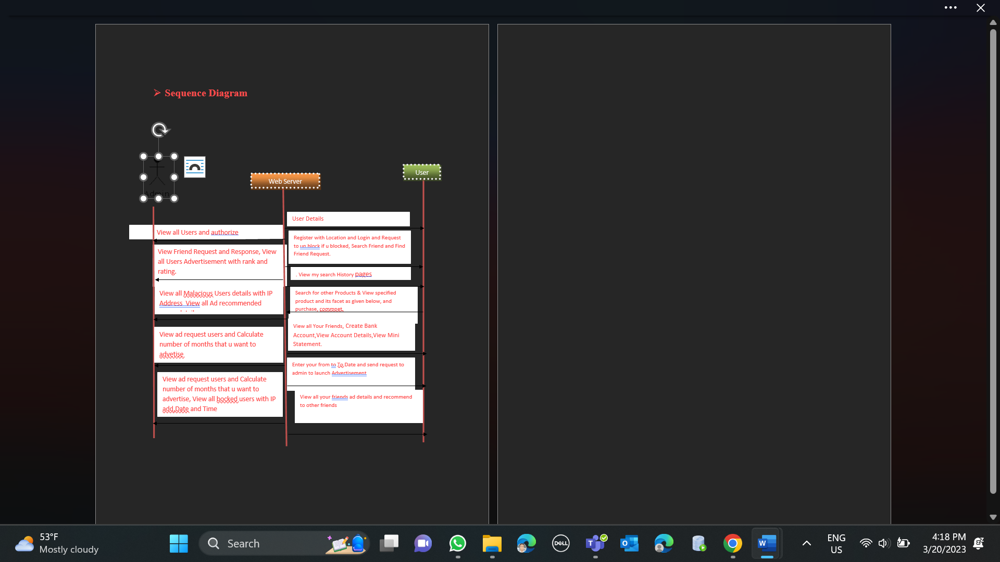 Sequence Diagram
Admin
Web Server
User
User Details
View all Users and authorize
Register with Location and Login and Request
to un block if u blocked, Search Friend and Find
Friend Request.
View Friend Request and Response, View
all Users Advertisement with rank and
rating.
. View my search History pages
View all Malacious Users details with IP
Address View all Ad recommended
Search for other Products & View specified
product and its facet as given below, and
purchase, commpet.
View all Your Friends, Create Bank
Account,View Account Details,View Mini
Statement.
View ad request users and Calculate
number of months that u want to
advetise
Enter your from to To Date and send request to
admin to launch Advertisement
View ad request users and Calculate
number of months that u want to
advertise, View all bocked users with IP
add,Date and Time
View all your friends ad details and recommend
to other friends
53°F
Mostly cloudy
Search
DELL
ENG
US
4:18 PM
3/20/2023